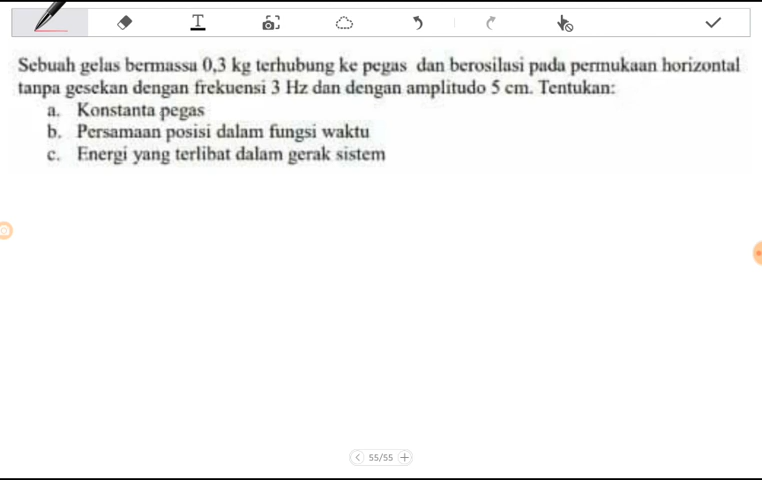 T
Sebuah gelas bermassa 0,3 kg terhubung ke pegas dan berosilasi pada permukaan horizontal
tanpa gesekan dengan frekuensi 3 Hz dan dengan amplitudo 5 cm. Tentukan:
a. Konstanta pegas
b. Persamaan posisi dalam fungsi waktu
c. Energi yang terlibat dalam gerak sistem
55/55